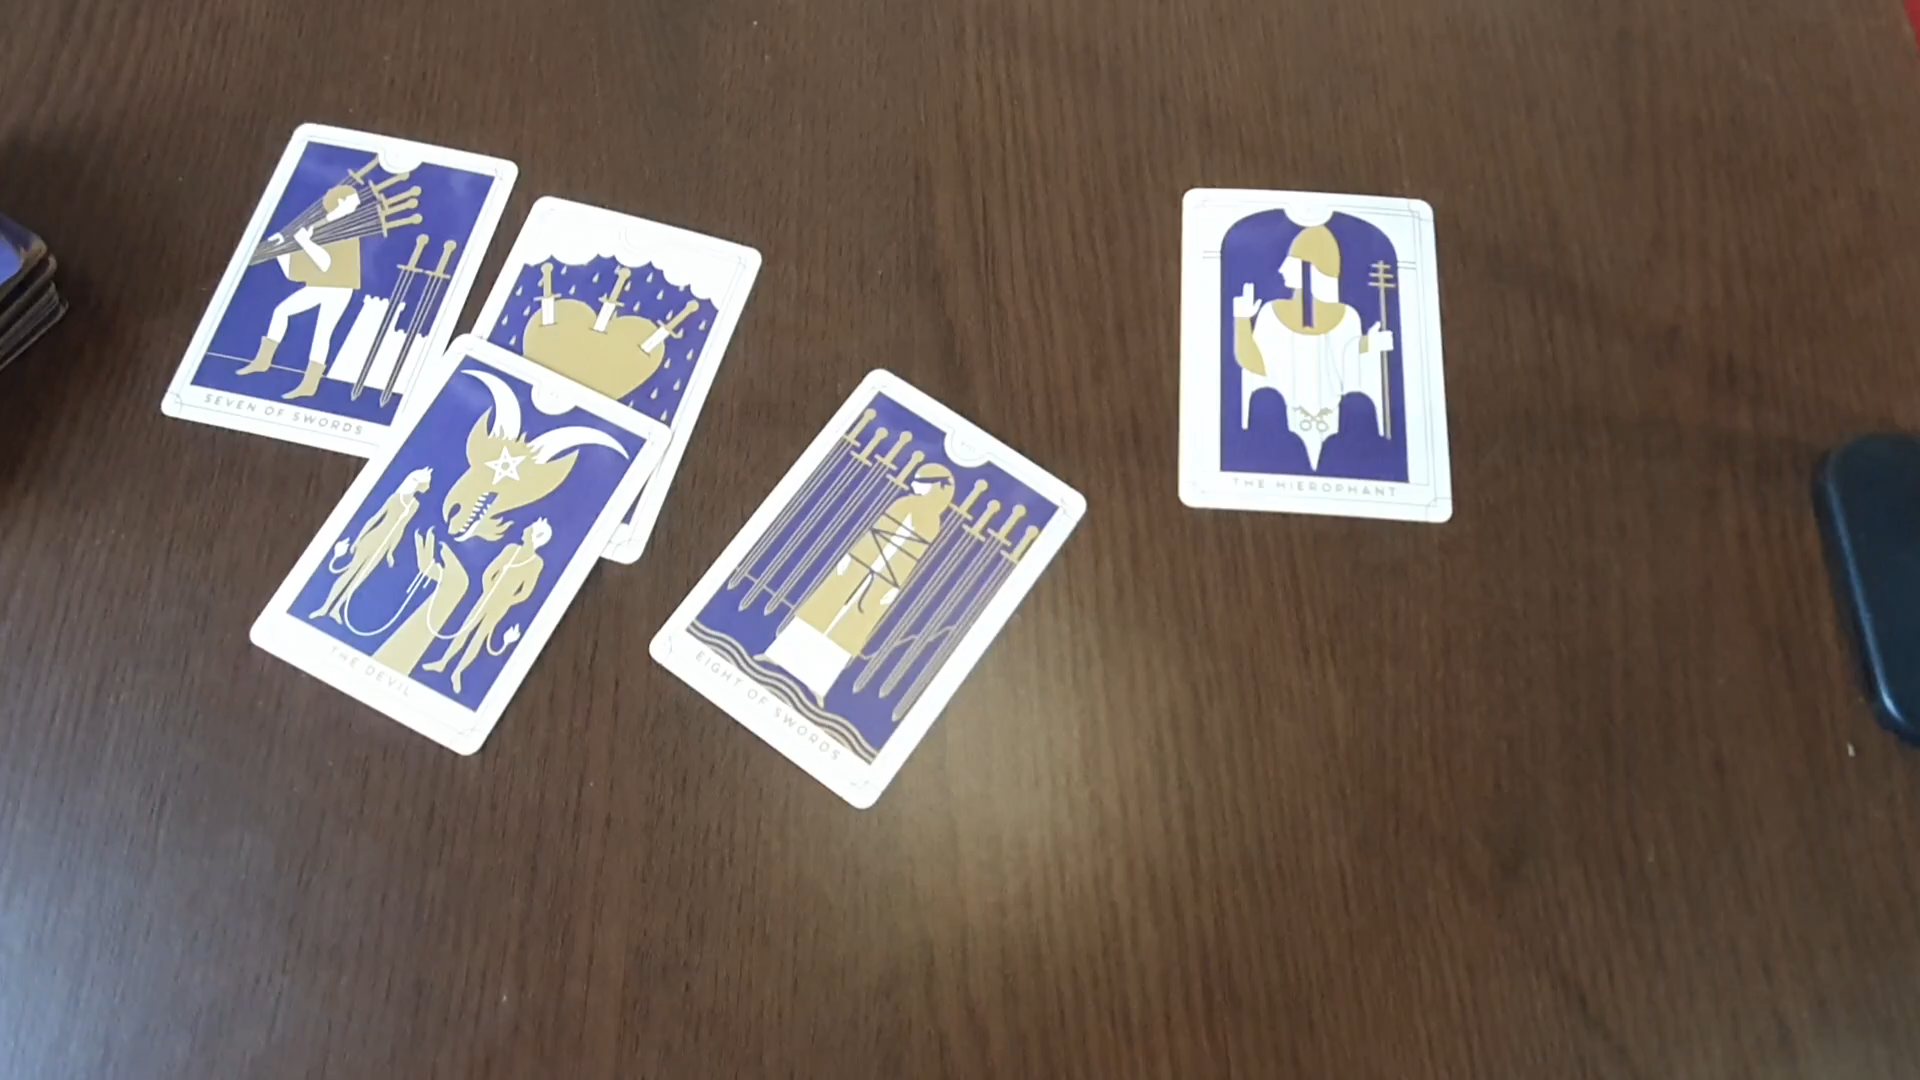 SEVEN OF SWORDS
THE DEVIL
EIGHT OF SWORDS
THE HIEROPHANT